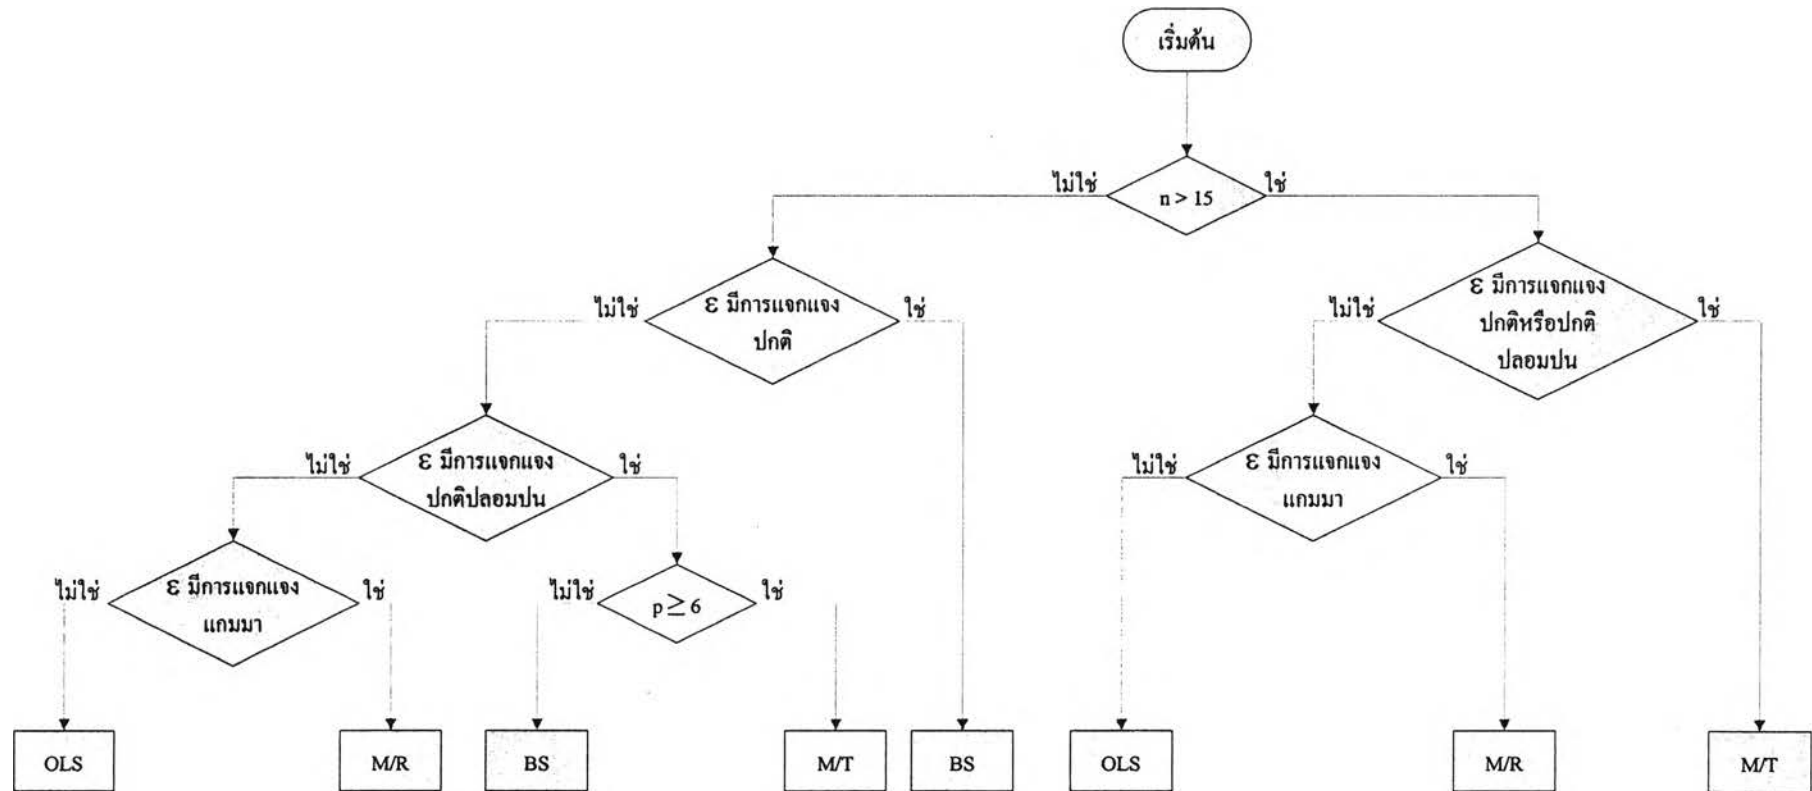 เริ่มต้น
ไม่ใช่
n > 15
ใช่
ไม่ใช่
ε มีการแจกแจง
ปกติ
ใช่
ไม่ใช่
ε มีการแจกแจง
ปกติหรือปกติ
ปลอมปน
ใช่
ไม่ใช่
ε มีการแจกแจง
ปกติปลอมปน
ใช่
ไม่ใช่
ε มีการแจกแจง
แกมมา
ใช่
ไม่ใช่
ε มีการแจกแจง
แกมมา
ใช่
ไม่ใช่
p ≥ 6
ใช่
OLS
M/R
BS
M/T
BS
OLS
M/R
M/T